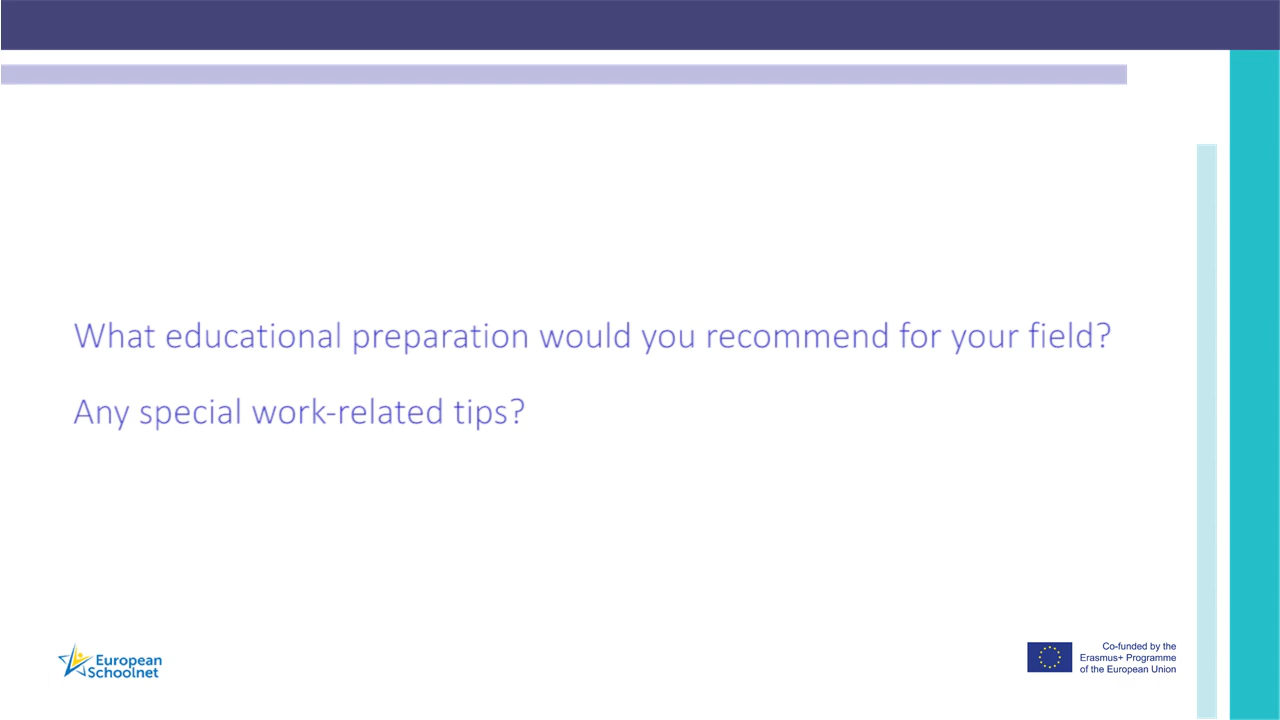 What educational preparation would you recommend for your field?
Any special work-related tips?
European
Schoolnet
Co-funded by the
Erasmus+ Programme
of the European Union